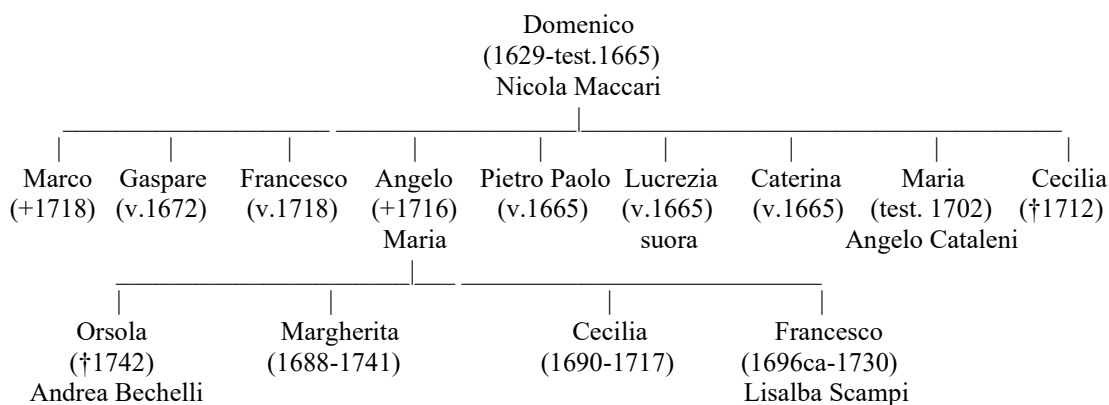 Domenico
(1629-test.1665)
Nicola Maccari
Marco Gaspare Francesco Angelo Pietro Paolo Lucrezia Caterina Maria Cecilia
(+1718) (v.1672) (v.1718) (+1716) (v.1665) (v.1665) (v.1665) (test. 1702) (†1712)
Maria suora Angelo Cataleni
Orsola Margherita Cecilia Francesco
(†1742) (1688-1741) (1690-1717) (1696ca-1730)
Andrea Bechelli Lisalba Scampi